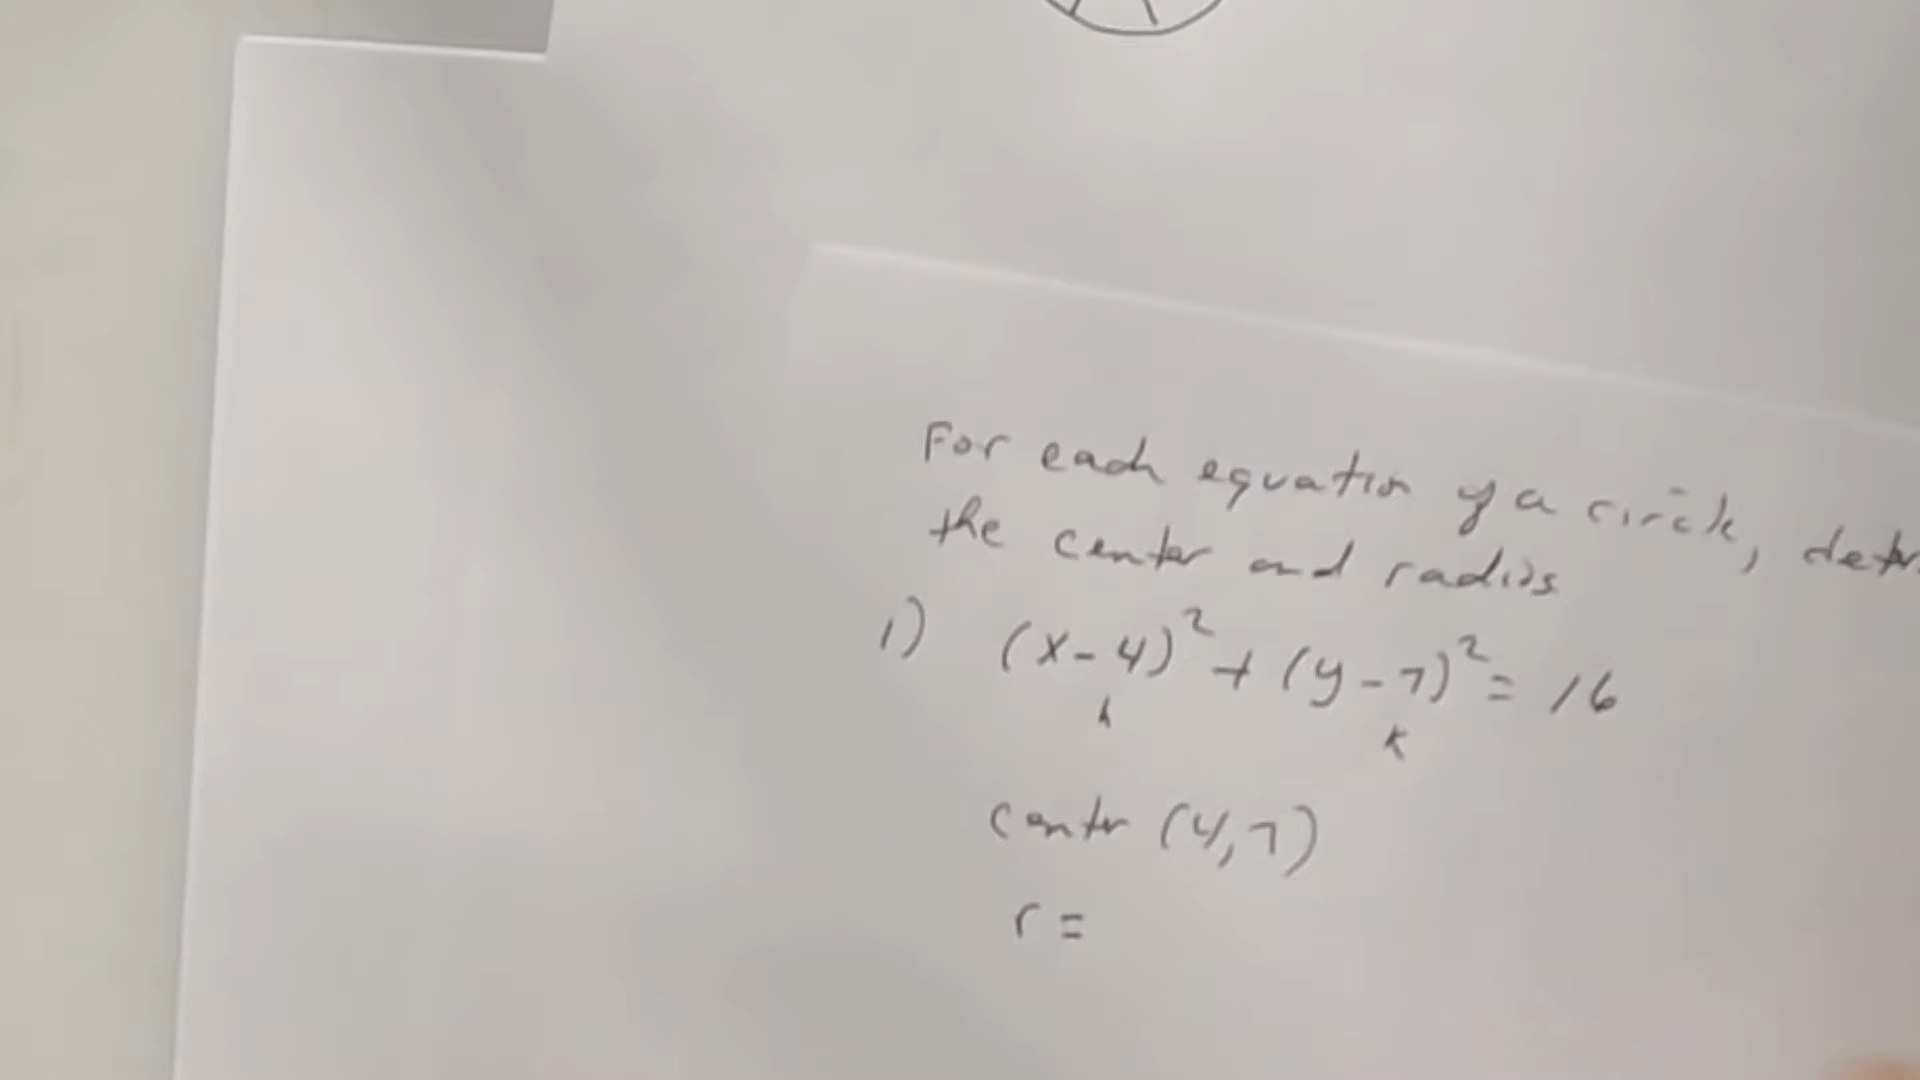 For each equation of a circle, deter
the center and radius
1) (x-4)² + (y-7)² = 16
h k
center (4,7)
r =